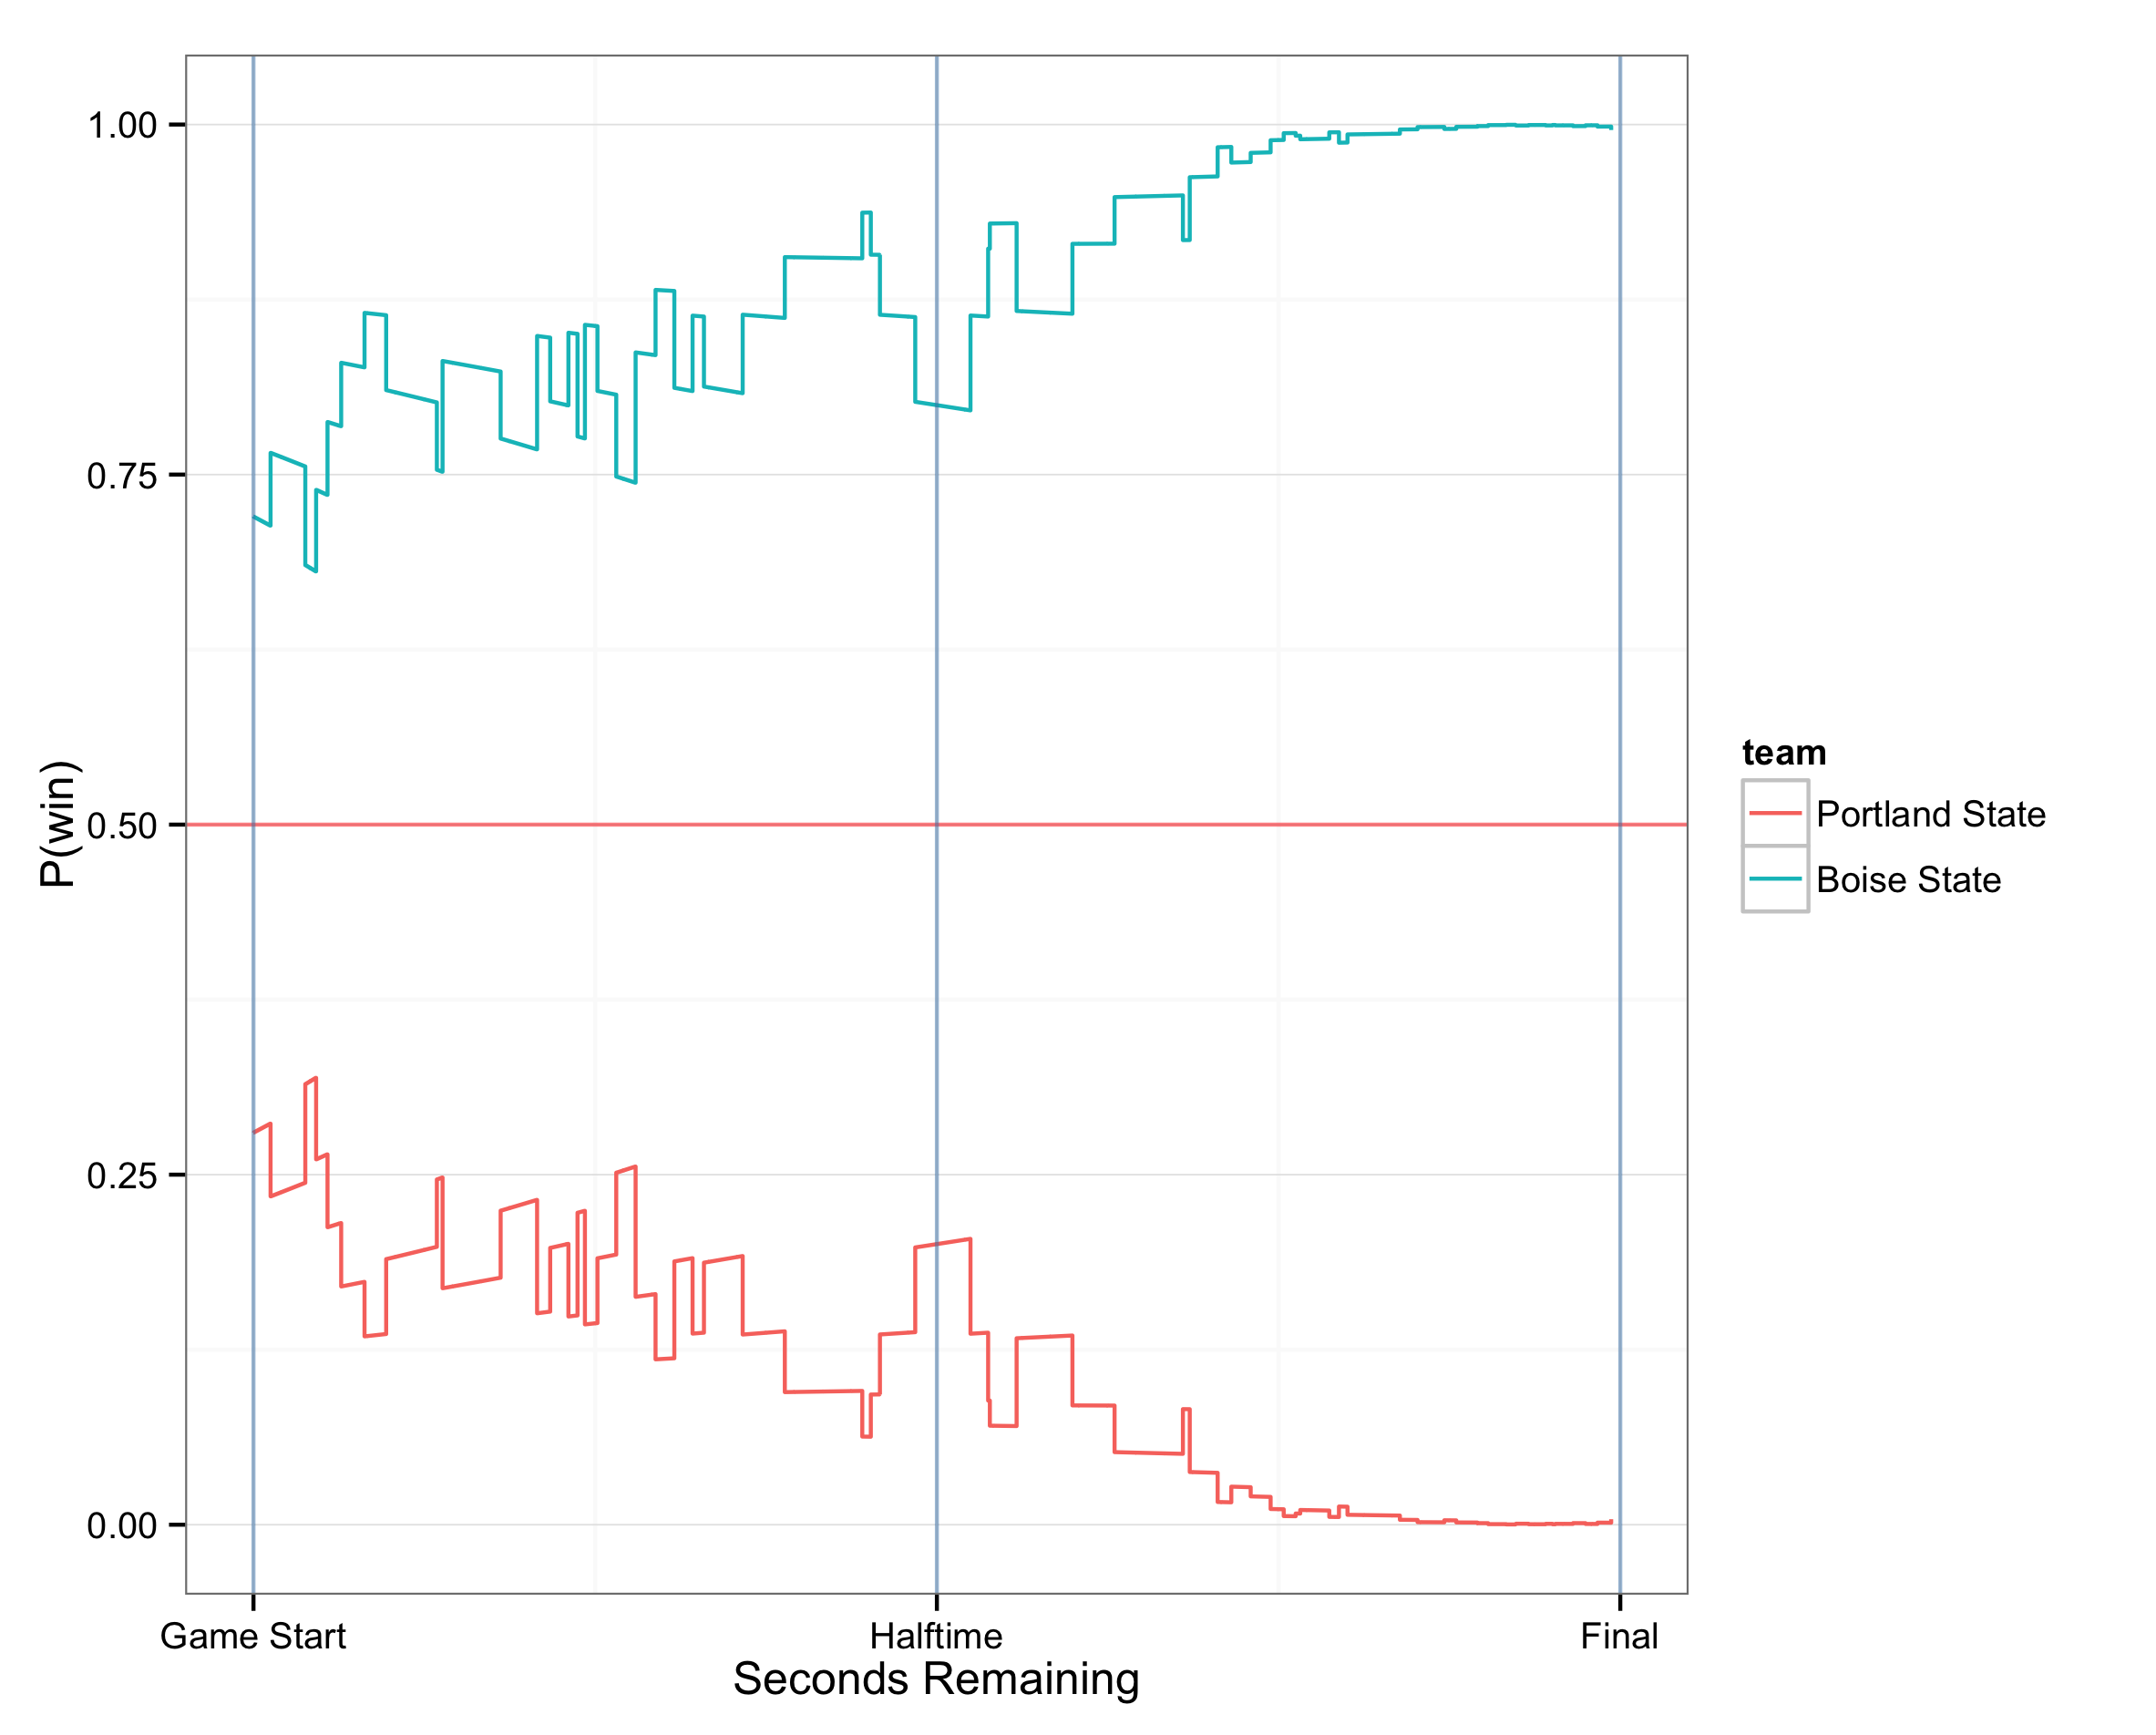 1.00
0.75
0.50
0.25
0.00
P(win)
Game Start
Halftime
Final
Seconds Remaining
team
Portland State
Boise State